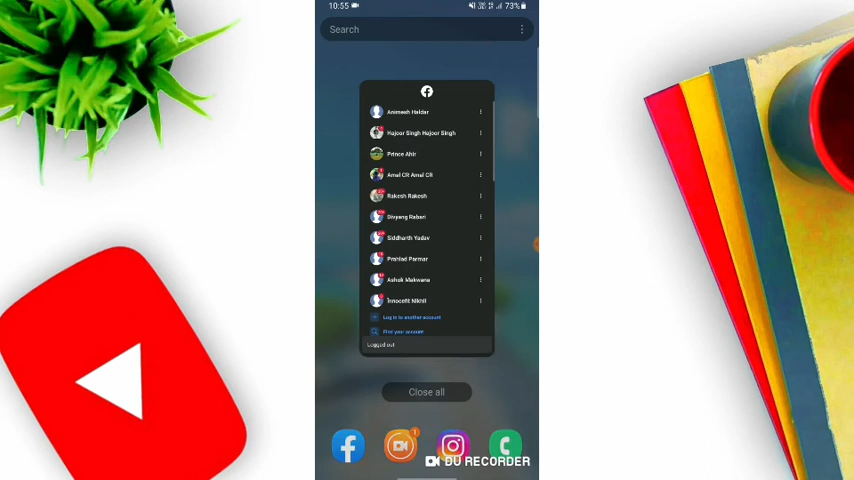 10:55
73%
Search
Animesh Haldar
Hajoor Singh Hajoor Singh
Prince Ahir
Amal CR Amal CR
Rakesh Rakesh
Divyang Rabari
Siddharth Yadav
Prahlad Parmar
Ashok Makwana
Innocefit Nikhil
Log in to another account
Find your account
Logged out
Close all
1
DU RECORDER